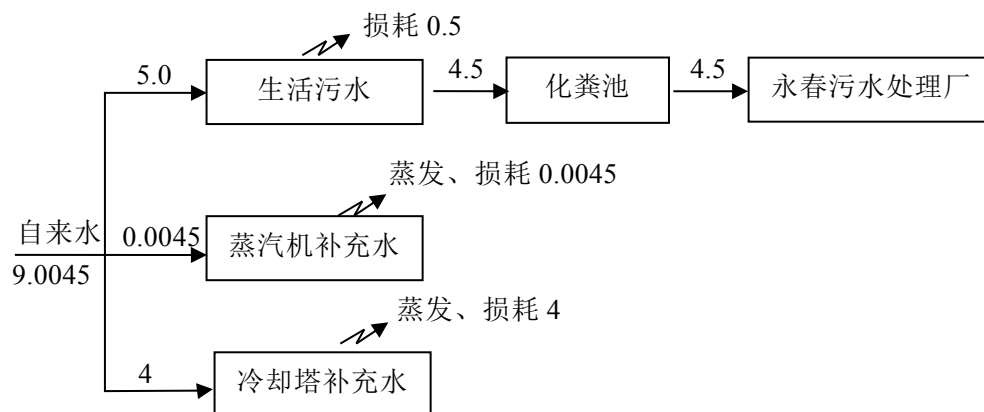 损耗 0.5
5.0
生活污水
4.5
化粪池
4.5
永春污水处理厂
蒸发、损耗 0.0045
自来水
9.0045
0.0045
蒸汽机补充水
蒸发、损耗 4
4
冷却塔补充水